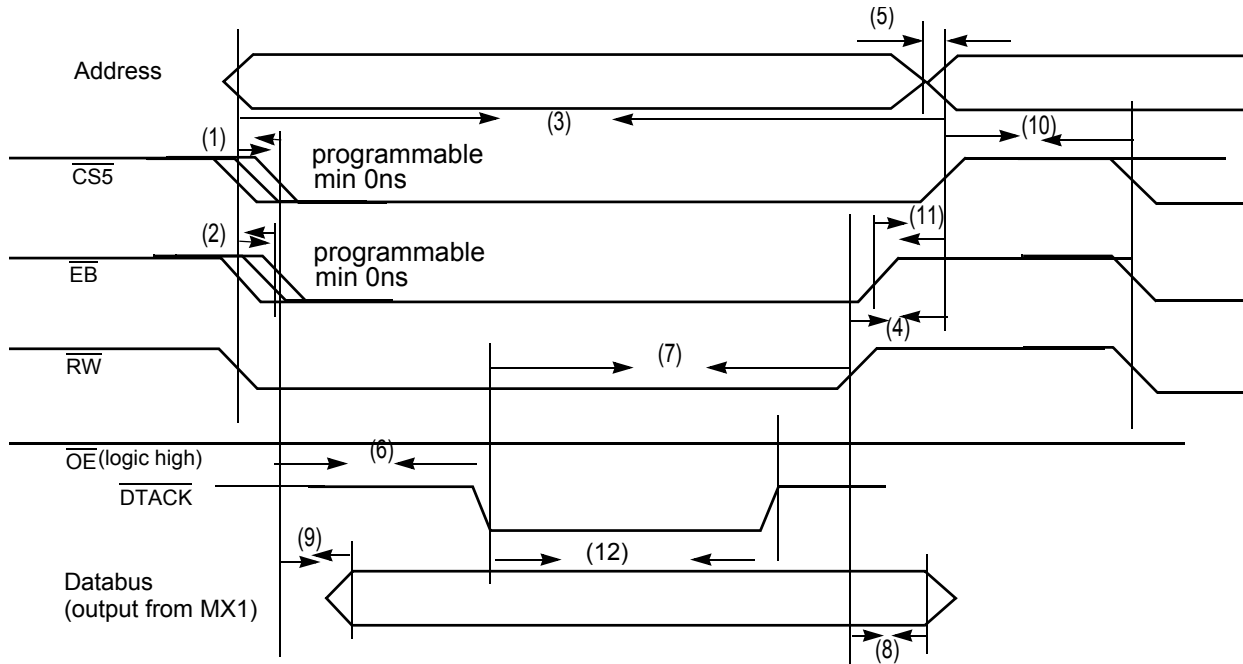 (5)
Address
(3)
(10)
(1)
programmable
min 0ns
CS5
(11)
(2)
programmable
min 0ns
EB
(4)
(7)
RW
OE (logic high)
(6)
DTACK
(9)
(12)
Databus
(output from MX1)
(8)